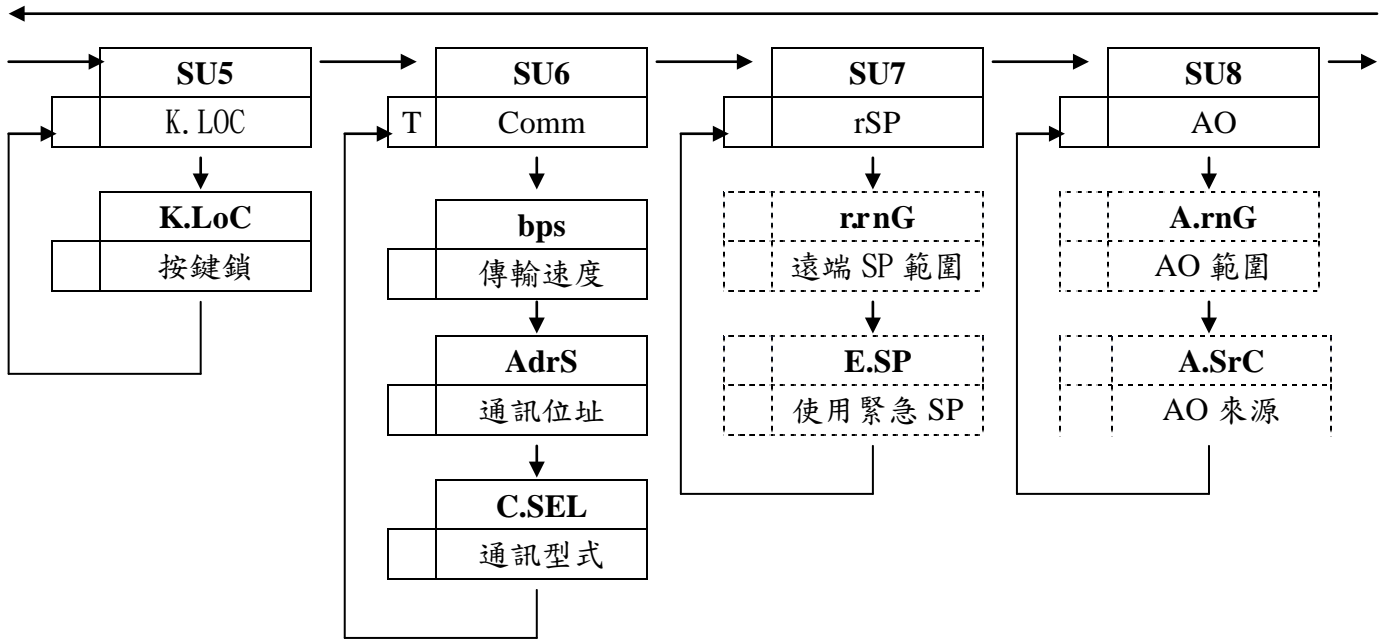 SU5
K.LOC
K.LoC
按鍵鎖
SU6
T Comm
bps
傳輸速度
AdrS
通訊位址
C.SEL
通訊型式
SU7
rSP
r.rnG
遠端 SP 範圍
E.SP
使用緊急 SP
SU8
AO
A.rnG
AO 範圍
A.SrC
AO 來源